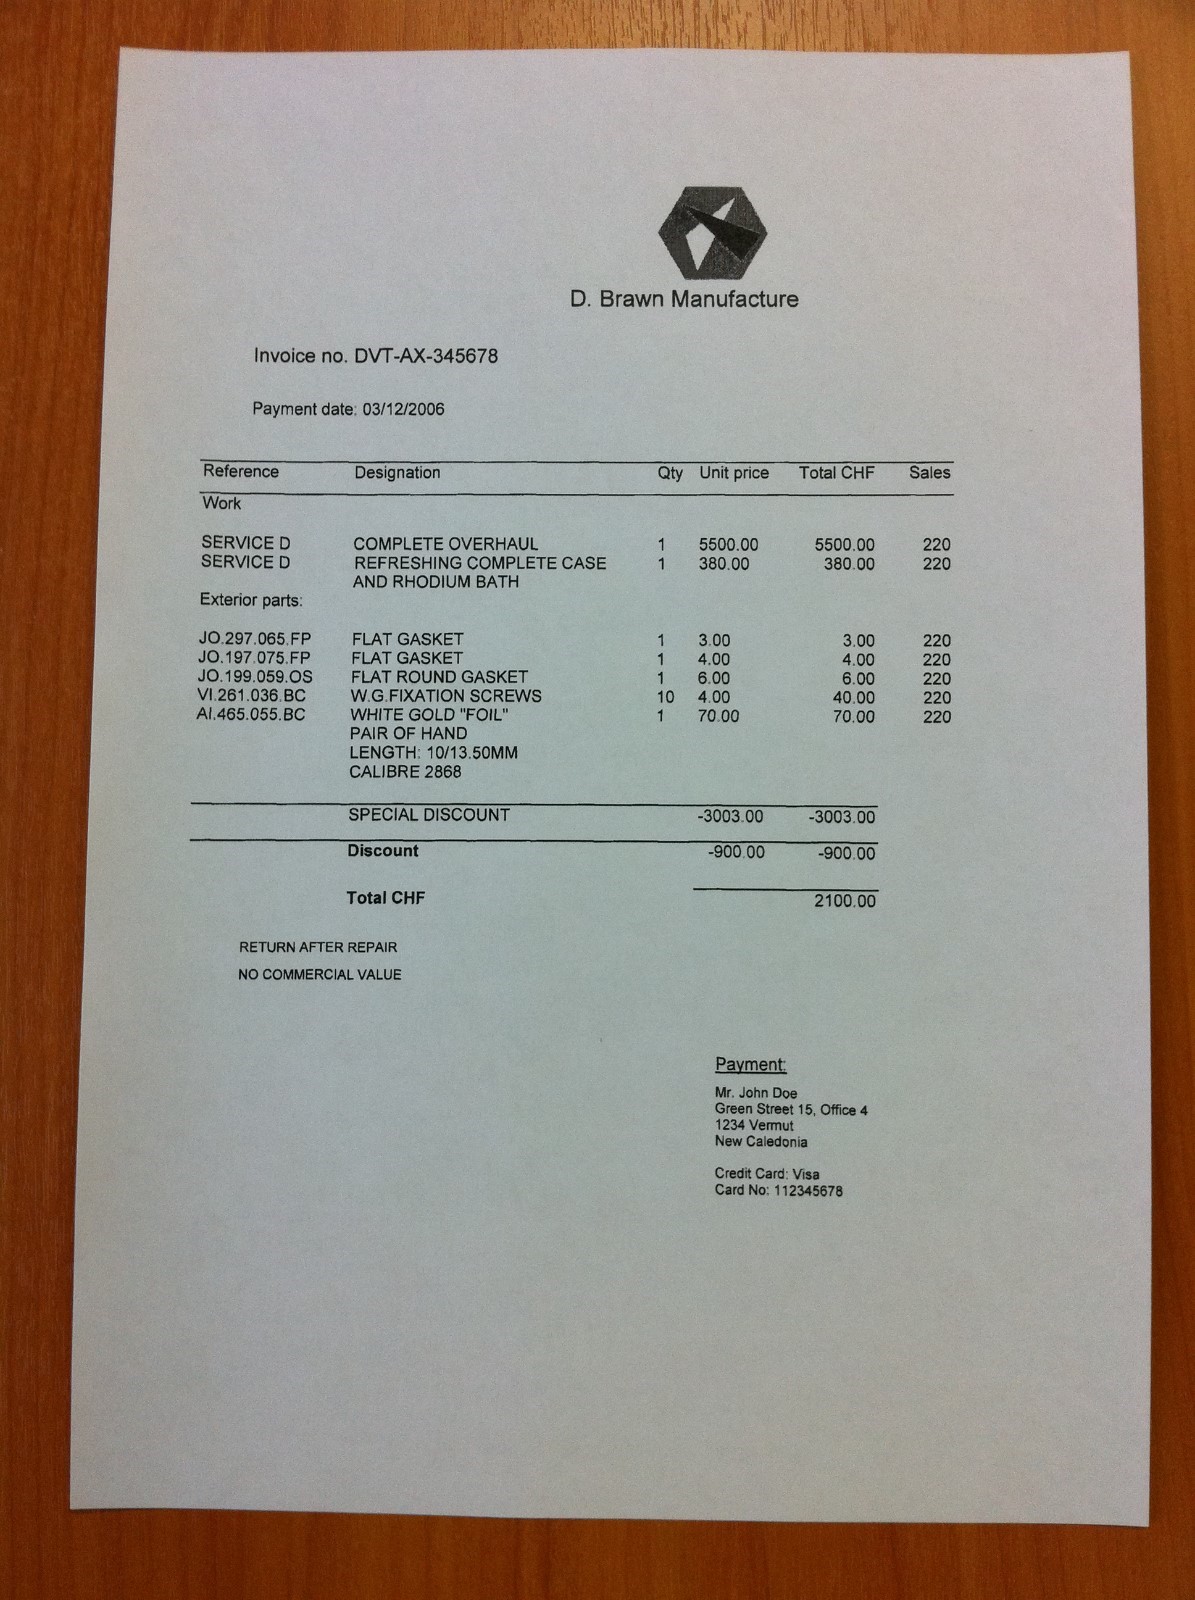 D. Brawn Manufacture
Invoice no. DVT-AX-345678
Payment date: 03/12/2006
Reference Designation Qty Unit price Total CHF Sales
Work
SERVICE D COMPLETE OVERHAUL 1 5500.00 5500.00 220
SERVICE D REFRESHING COMPLETE CASE 1 380.00 380.00 220
AND RHODIUM BATH
Exterior parts:
JO.297.065.FP FLAT GASKET 1 3.00 3.00 220
JO.197.075.FP FLAT GASKET 1 4.00 4.00 220
JO.199.059.OS FLAT ROUND GASKET 1 6.00 6.00 220
VI.261.036.BC W.G.FIXATION SCREWS 10 4.00 40.00 220
AI.465.055.BC WHITE GOLD "FOIL" 1 70.00 70.00 220
PAIR OF HAND
LENGTH: 10/13.50MM
CALIBRE 2868
SPECIAL DISCOUNT -3003.00 -3003.00
Discount -900.00 -900.00
Total CHF 2100.00
RETURN AFTER REPAIR
NO COMMERCIAL VALUE
Payment:
Mr. John Doe
Green Street 15, Office 4
1234 Vermut
New Caledonia
Credit Card: Visa
Card No: 112345678